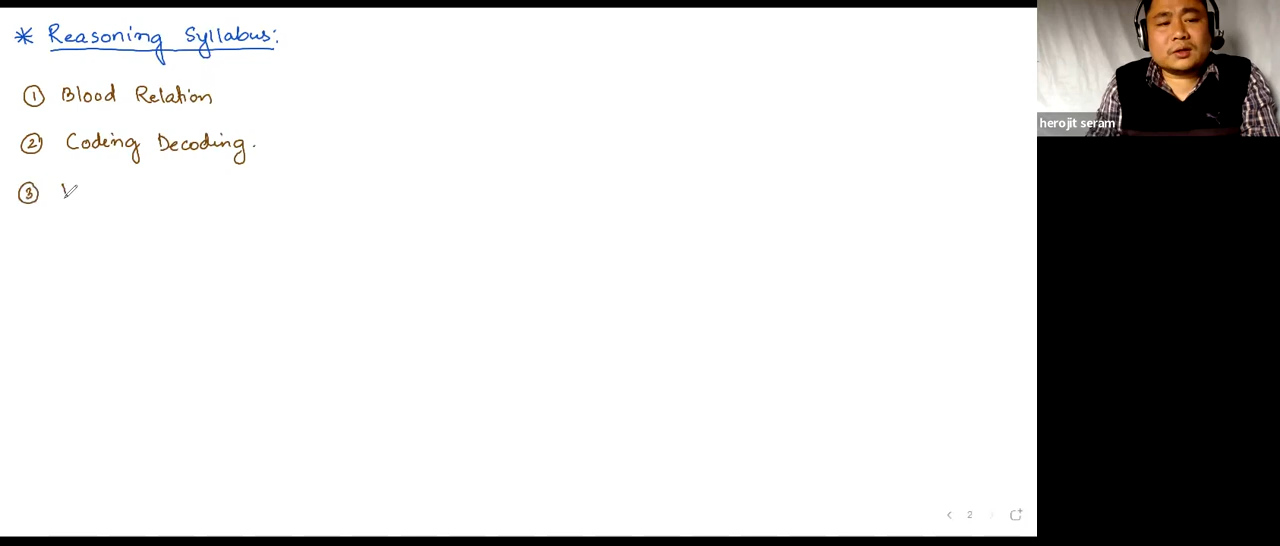 * Reasoning Syllabus:
① Blood Relation
② Coding Decoding.
③
herojit seram
< 2 >